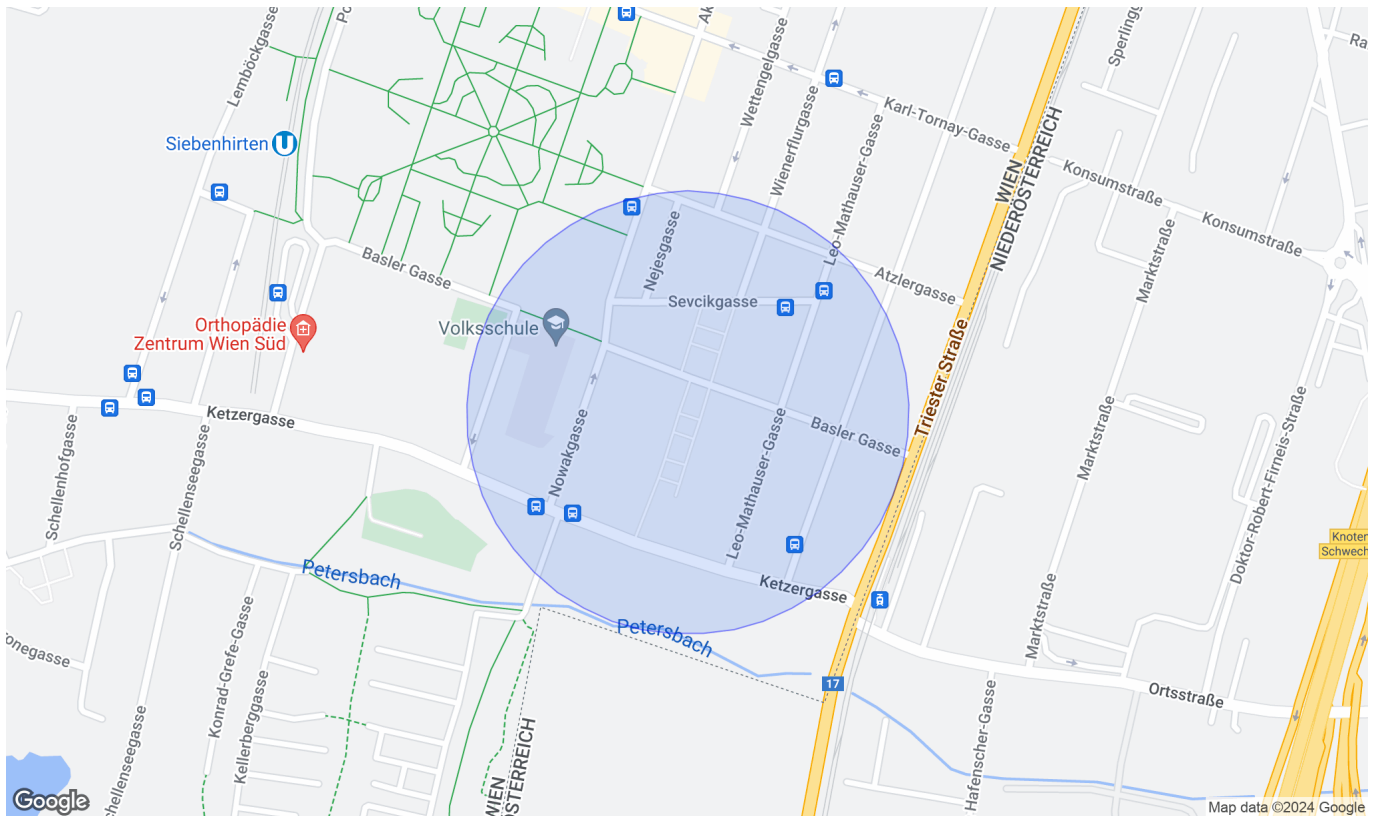 Lemböckgasse
Wettengelgasse
Wienerflurgasse
Karl-Tornay-Gasse
Leo-Mathauser-Gasse
WIEN
NIEDERÖSTERREICH
Konsumstraße
Konsumstraße
Marktstraße
Siebenhirten
U
Basler Gasse
Nejesgasse
Atzlergasse
Sevcikgasse
Volksschule
Orthopädie
Zentrum Wien Süd
Triester Straße
Ketzergasse
Schellenhofgasse
Schellenseegasse
Nowakgasse
Leo-Mathauser-Gasse
Basler Gasse
Marktstraße
Doktor-Robert-Firneis-Straße
Knoten
Schwech
Petersbach
Ketzergasse
Petersbach
Marktstraße
17
Ortsstraße
Konrad-Grefe-Gasse
Kellerberggasse
Hafenscher-Gasse
WIEN
Google
Map data ©2024 Google